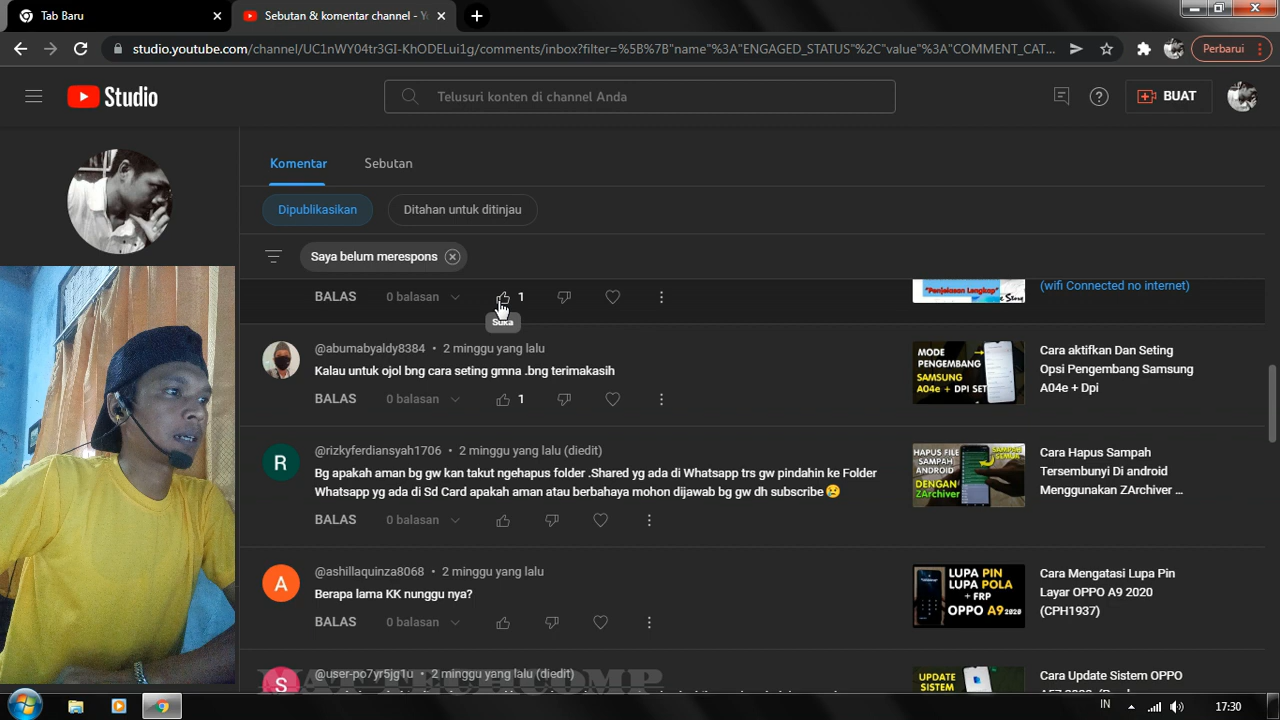 Tab Baru
Sebutan & komentar channel - Yo
studio.youtube.com/channel/UC1nWY04tr3GI-KhODELui1g/comments/inbox?filter=%5B%7B"name"%3A"ENGAGED_STATUS"%2C"value"%3A"COMMENT_CAT...
Perbarui
Studio
Telusuri konten di channel Anda
BUAT
Komentar
Sebutan
Dipublikasikan
Ditahan untuk ditinjau
Saya belum merespons
BALAS 0 balasan 1
Suka
"Penjelasan Lengkap"
(wifi Connected no internet)
@abumabyaldy8384 • 2 minggu yang lalu
Kalau untuk ojol bng cara seting gmna .bng terimakasih
BALAS 0 balasan 1
MODE
PENGEMBANG
SAMSUNG
A04e + DPI SET
Cara aktifkan Dan Seting
Opsi Pengembang Samsung
A04e + Dpi
R
@rizkyferdiansyah1706 • 2 minggu yang lalu (diedit)
Bg apakah aman bg gw kan takut ngehapus folder .Shared yg ada di Whatsapp trs gw pindahin ke Folder
Whatsapp yg ada di Sd Card apakah aman atau berbahaya mohon dijawab bg gw dh subscribe 😢
BALAS 0 balasan
HAPUS FILE
SAMPAH
ANDROID
DENGAN
ZArchiver
Cara Hapus Sampah
Tersembunyi Di android
Menggunakan ZArchiver ...
A
@ashillaquinza8068 • 2 minggu yang lalu
Berapa lama KK nunggu nya?
BALAS 0 balasan
LUPA PIN
LUPA POLA
+ FRP
OPPO A9 2020
Cara Mengatasi Lupa Pin
Layar OPPO A9 2020
(CPH1937)
S
@user-po7yr5jg1u • 2 minggu yang lalu (diedit)
UPDATE
SISTEM
Cara Update Sistem OPPO
IN
17:30